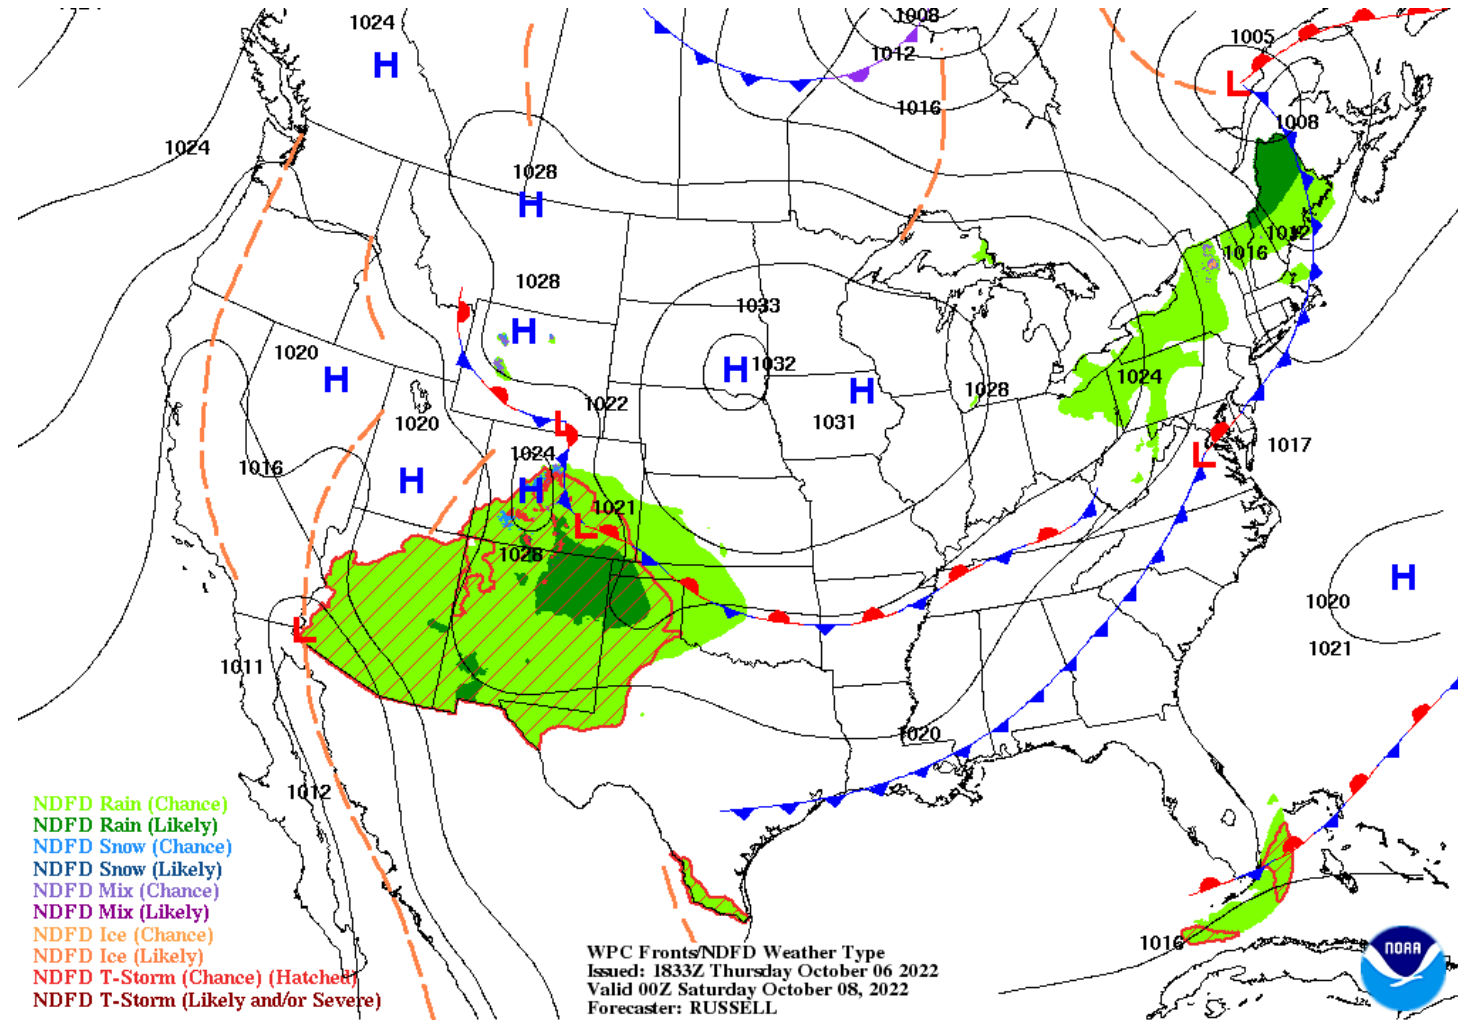 1024
1008
1005
1012
1016
1008
1024
1028
1012
1016
1028
1033
1020
1032
1024
1028
1022
1031
1020
1017
1024
1016
1021
1028
1020
1021
1011
1020
1012
1016
H
H
H
H
H
H
H
H
H
L
L
L
L
L
NDFD Rain (Chance)
NDFD Rain (Likely)
NDFD Snow (Chance)
NDFD Snow (Likely)
NDFD Mix (Chance)
NDFD Mix (Likely)
NDFD Ice (Chance)
NDFD Ice (Likely)
NDFD T-Storm (Chance) (Hatched)
NDFD T-Storm (Likely and/or Severe)
WPC Fronts/NDFD Weather Type
Issued: 1833Z Thursday October 06 2022
Valid 00Z Saturday October 08, 2022
Forecaster: RUSSELL
NOAA